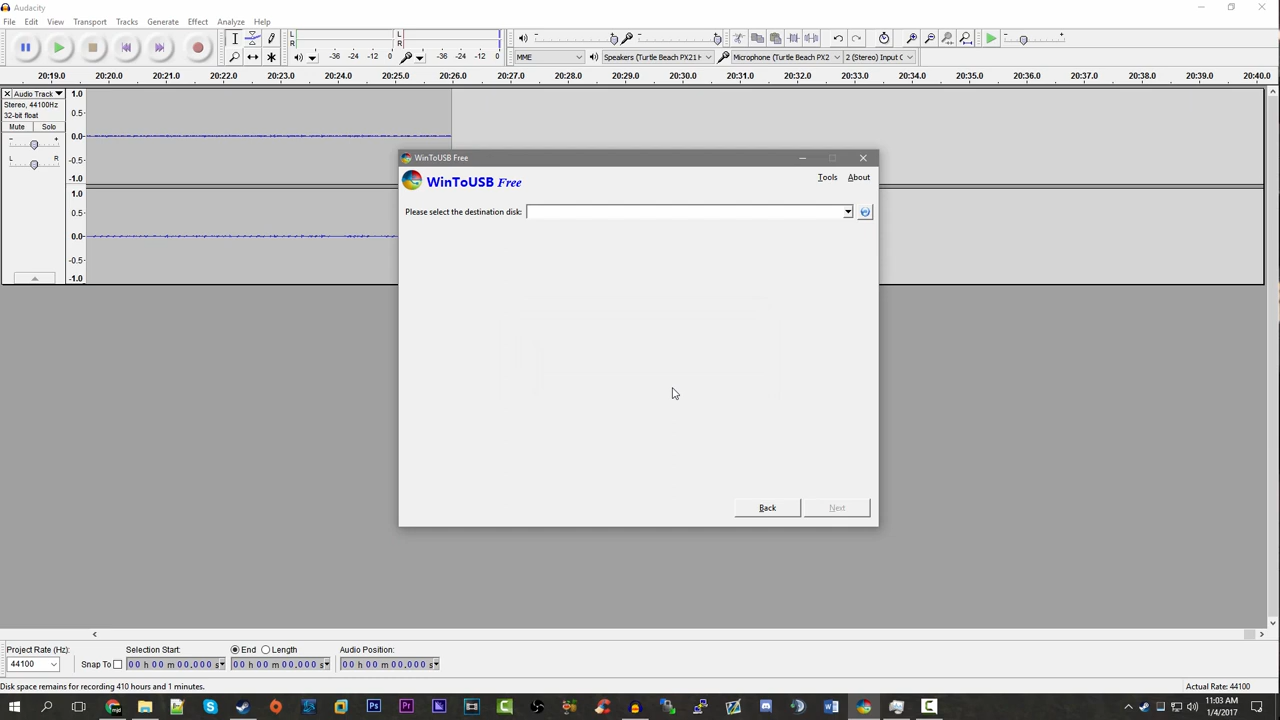 Audacity
File Edit View Transport Tracks Generate Effect Analyze Help
L
R
-36 -24 -12 0
L
R
-36 -24 -12 0
MME
Speakers (Turtle Beach PX21 H
Microphone (Turtle Beach PX2
2 (Stereo) Input C
20:19.0 20:20.0 20:21.0 20:22.0 20:23.0 20:24.0 20:25.0 20:26.0 20:27.0 20:28.0 20:29.0 20:30.0 20:31.0 20:32.0 20:33.0 20:34.0 20:35.0 20:36.0 20:37.0 20:38.0 20:39.0 20:40.0
Audio Track
Stereo, 44100Hz
32-bit float
Mute Solo
- +
L R
1.0
0.5
0.0
-0.5
-1.0
1.0
0.5
0.0
-0.5
-1.0
WinToUSB Free
WinToUSB Free
Tools About
Please select the destination disk:
Back Next
Project Rate (Hz):
44100
Snap To
Selection Start:
00 h 00 m 00,000 s
End Length
00 h 00 m 00,000 s
Audio Position:
00 h 00 m 00,000 s
Disk space remains for recording 410 hours and 1 minutes.
Actual Rate: 44100
11:03 AM
1/4/2017